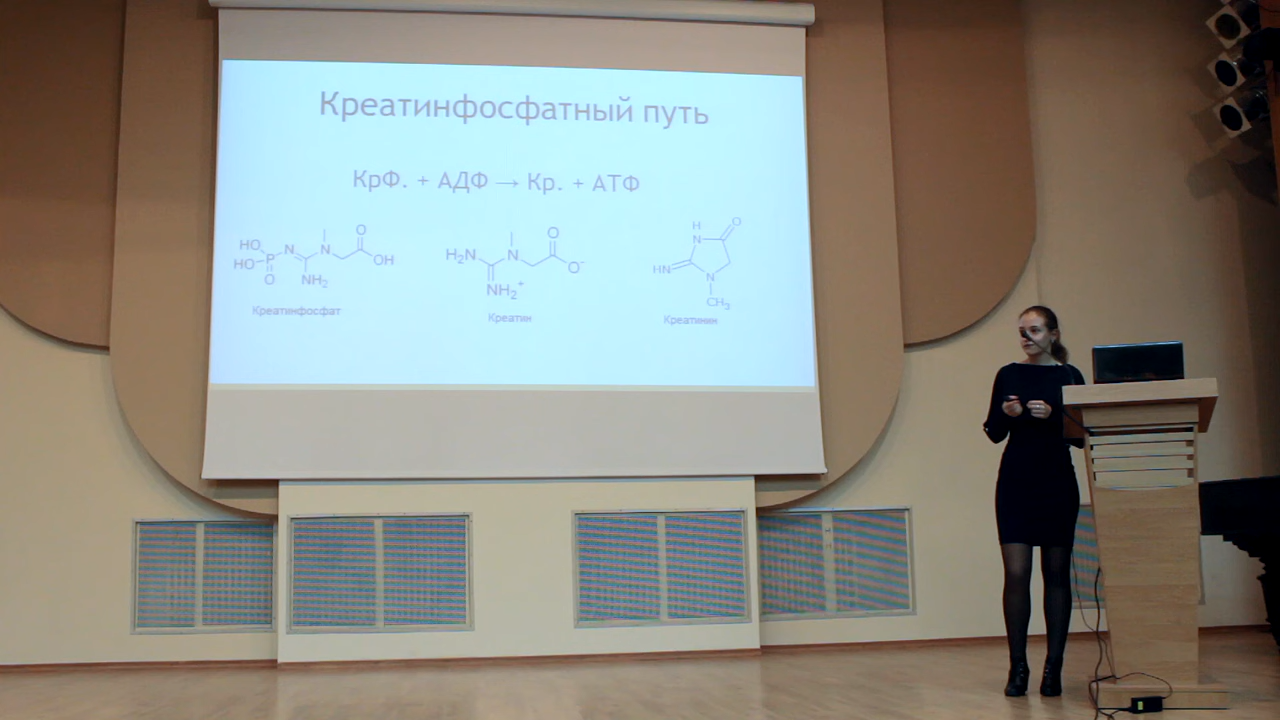 Креатинфосфатный путь
КрФ. + АДФ → Кр. + АТФ
HO
HO
P
O
N
NH₂
N
O
OH
Креатинфосфат
H₂N
NH₂⁺
N
O
O⁻
Креатин
H
N
O
HN
N
CH₃
Креатинин